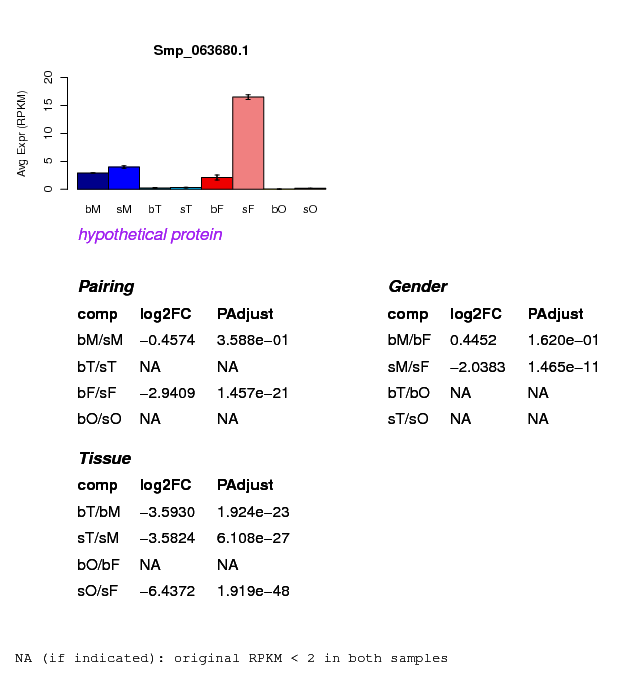 Smp_063680.1
Avg Expr (RPKM)
20
15
10
5
0
bM sM bT sT bF sF bO sO
hypothetical protein
Pairing
comp log2FC PAdjust
bM/sM −0.4574 3.588e−01
bT/sT NA NA
bF/sF −2.9409 1.457e−21
bO/sO NA NA
Gender
comp log2FC PAdjust
bM/bF 0.4452 1.620e−01
sM/sF −2.0383 1.465e−11
bT/bO NA NA
sT/sO NA NA
Tissue
comp log2FC PAdjust
bT/bM −3.5930 1.924e−23
sT/sM −3.5824 6.108e−27
bO/bF NA NA
sO/sF −6.4372 1.919e−48
NA (if indicated): original RPKM < 2 in both samples